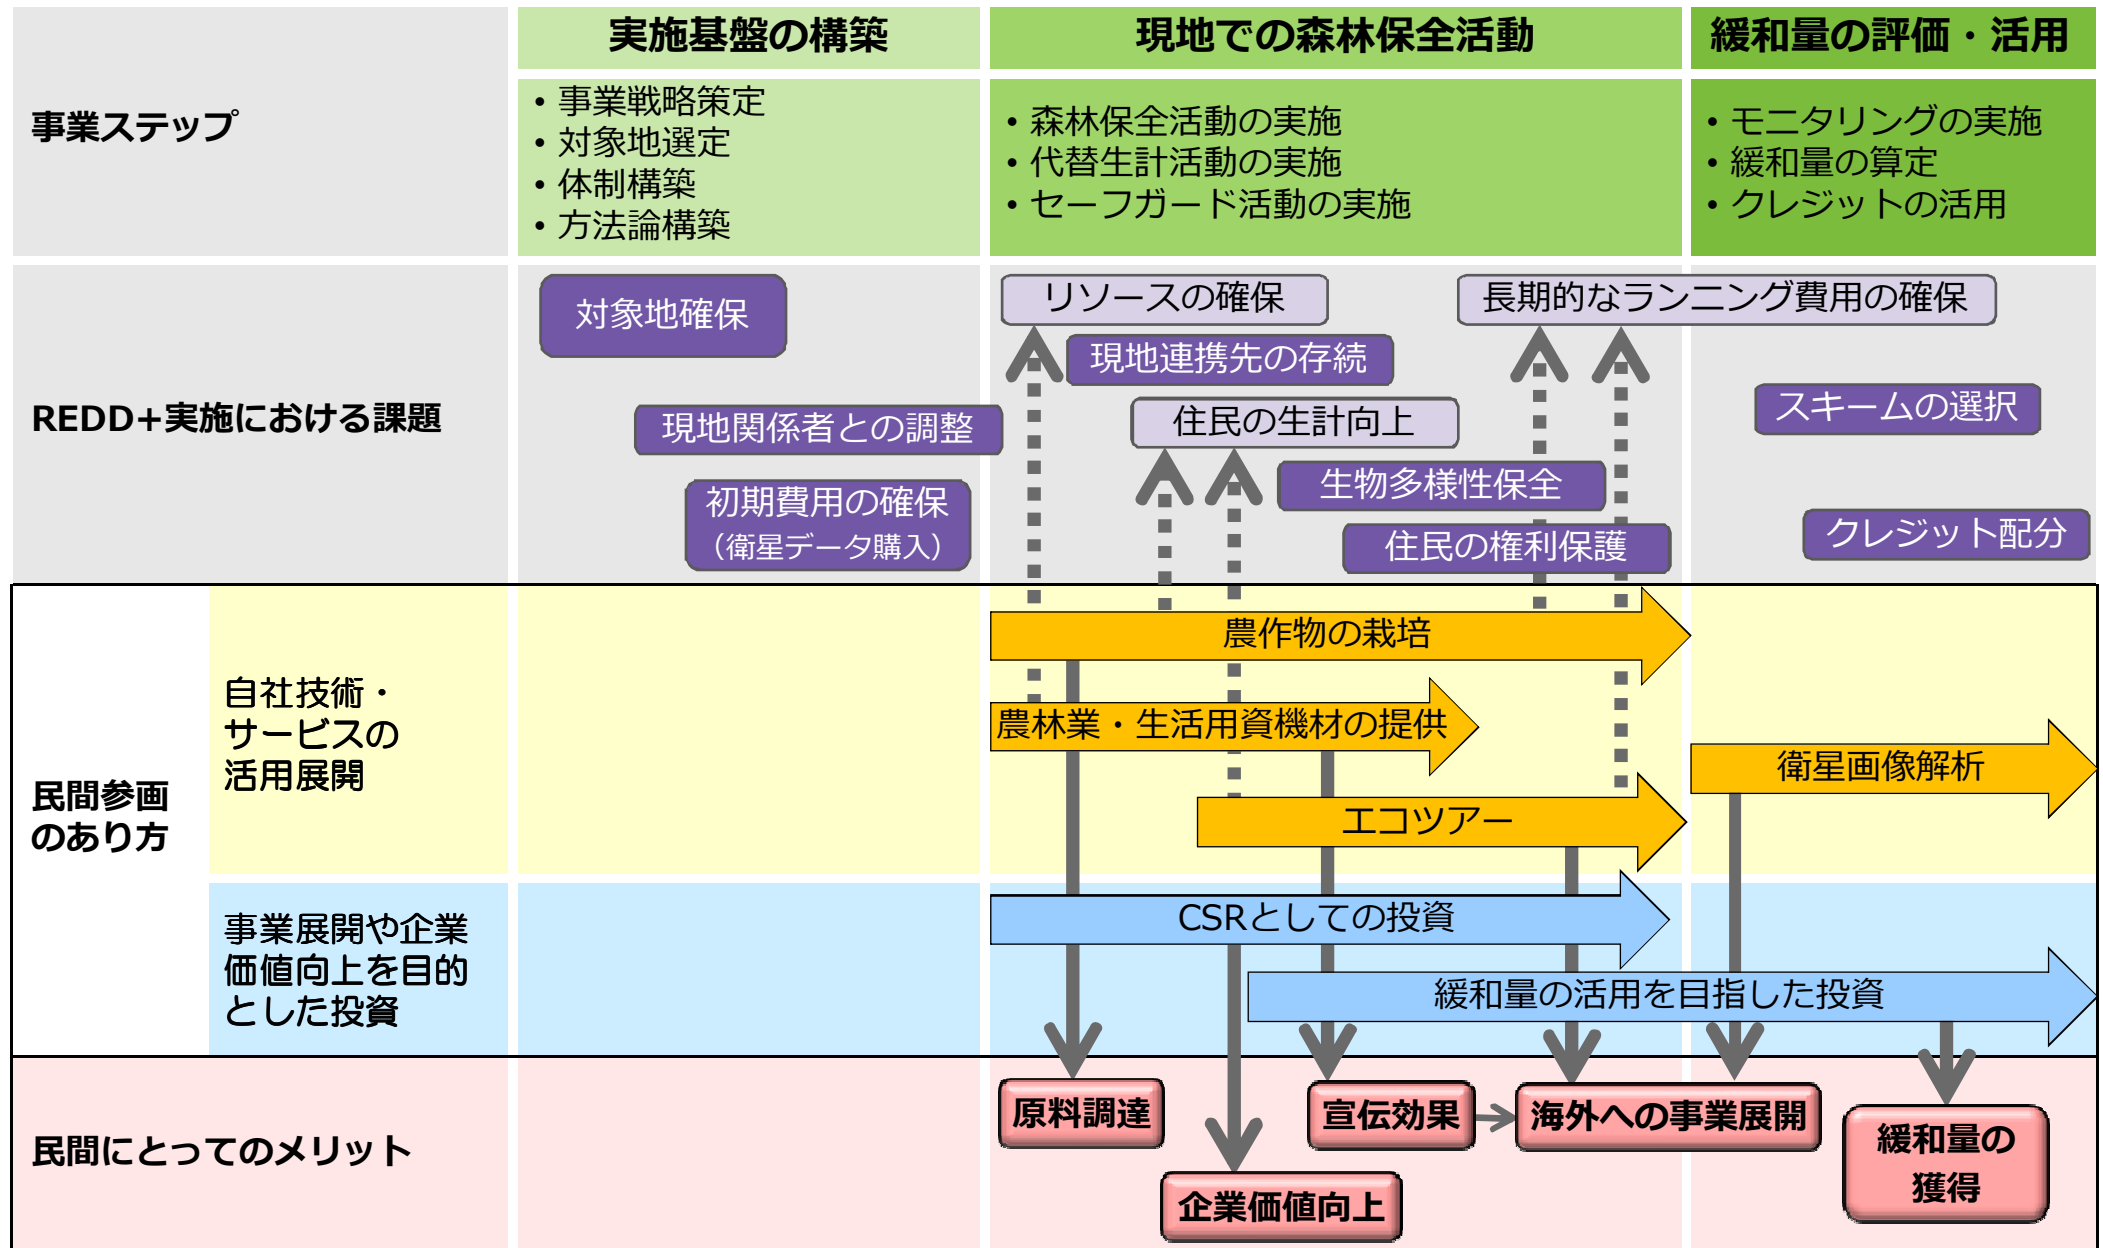 実施基盤の構築
現地での森林保全活動
緩和量の評価・活用
事業ステップ
・事業戦略策定
・対象地選定
・体制構築
・方法論構築
・森林保全活動の実施
・代替生計活動の実施
・セーフガード活動の実施
・モニタリングの実施
・緩和量の算定
・クレジットの活用
REDD+実施における課題
対象地確保
現地関係者との調整
初期費用の確保
（衛星データ購入）
リソースの確保
現地連携先の存続
住民の生計向上
生物多様性保全
住民の権利保護
長期的なランニング費用の確保
スキームの選択
クレジット配分
民間参画
のあり方
自社技術・
サービスの
活用展開
農作物の栽培
農林業・生活用資機材の提供
エコツアー
衛星画像解析
事業展開や企業
価値向上を目的
とした投資
CSRとしての投資
緩和量の活用を目指した投資
民間にとってのメリット
原料調達
企業価値向上
宣伝効果
海外への事業展開
緩和量の
獲得